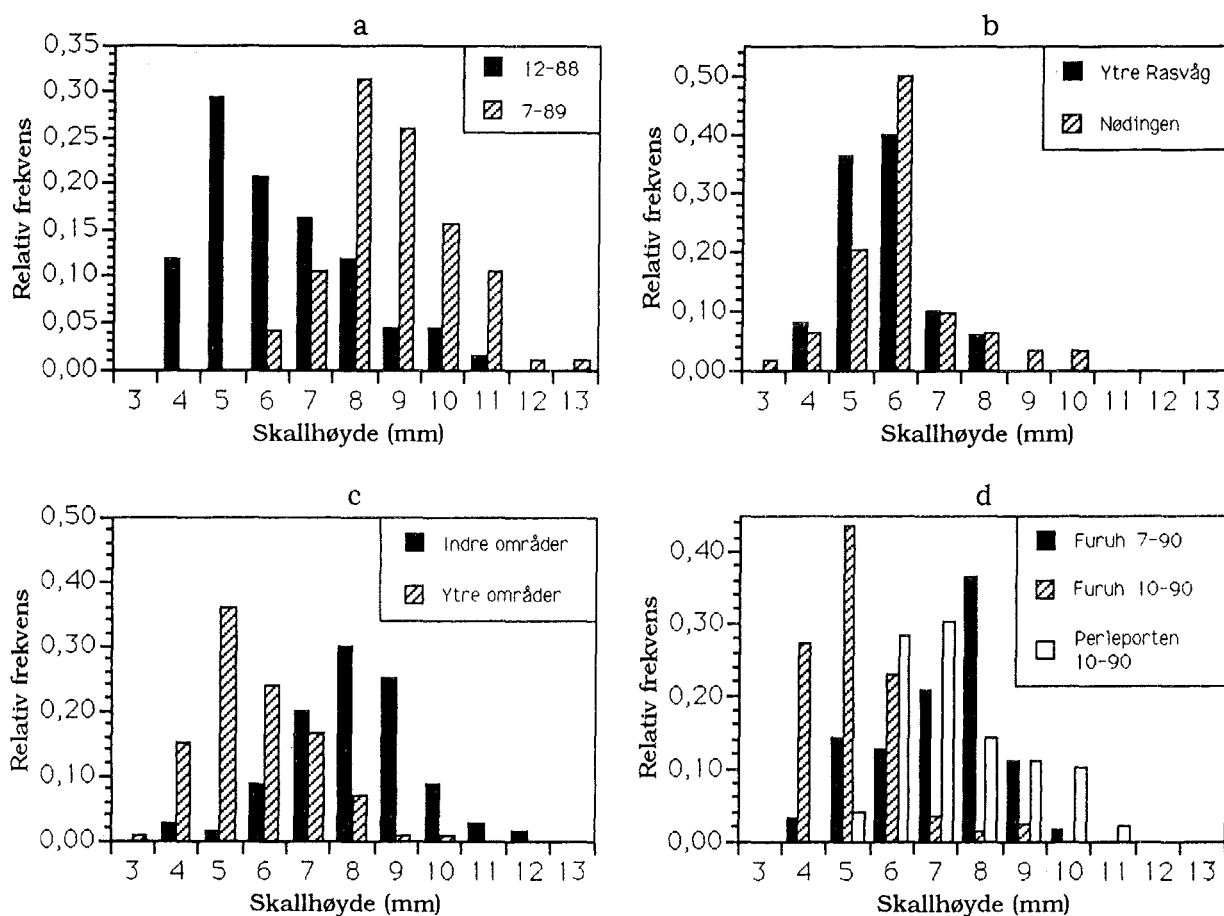 a
0,35
0,30
0,25
0,20
0,15
0,10
0,05
0,00
Relativ frekvens
12-88
7-89
3 4 5 6 7 8 9 10 11 12 13
Skallhøyde (mm)
b
0,50
0,40
0,30
0,20
0,10
0,00
Relativ frekvens
Ytre Rasvåg
Nødingen
3 4 5 6 7 8 9 10 11 12 13
Skallhøyde (mm)
c
0,50
0,40
0,30
0,20
0,10
0,00
Relativ frekvens
Indre områder
Ytre områder
3 4 5 6 7 8 9 10 11 12 13
Skallhøyde (mm)
d
0,40
0,30
0,20
0,10
0,00
Relativ frekvens
Furuh 7-90
Furuh 10-90
Perleporten
10-90
3 4 5 6 7 8 9 10 11 12 13
Skallhøyde (mm)